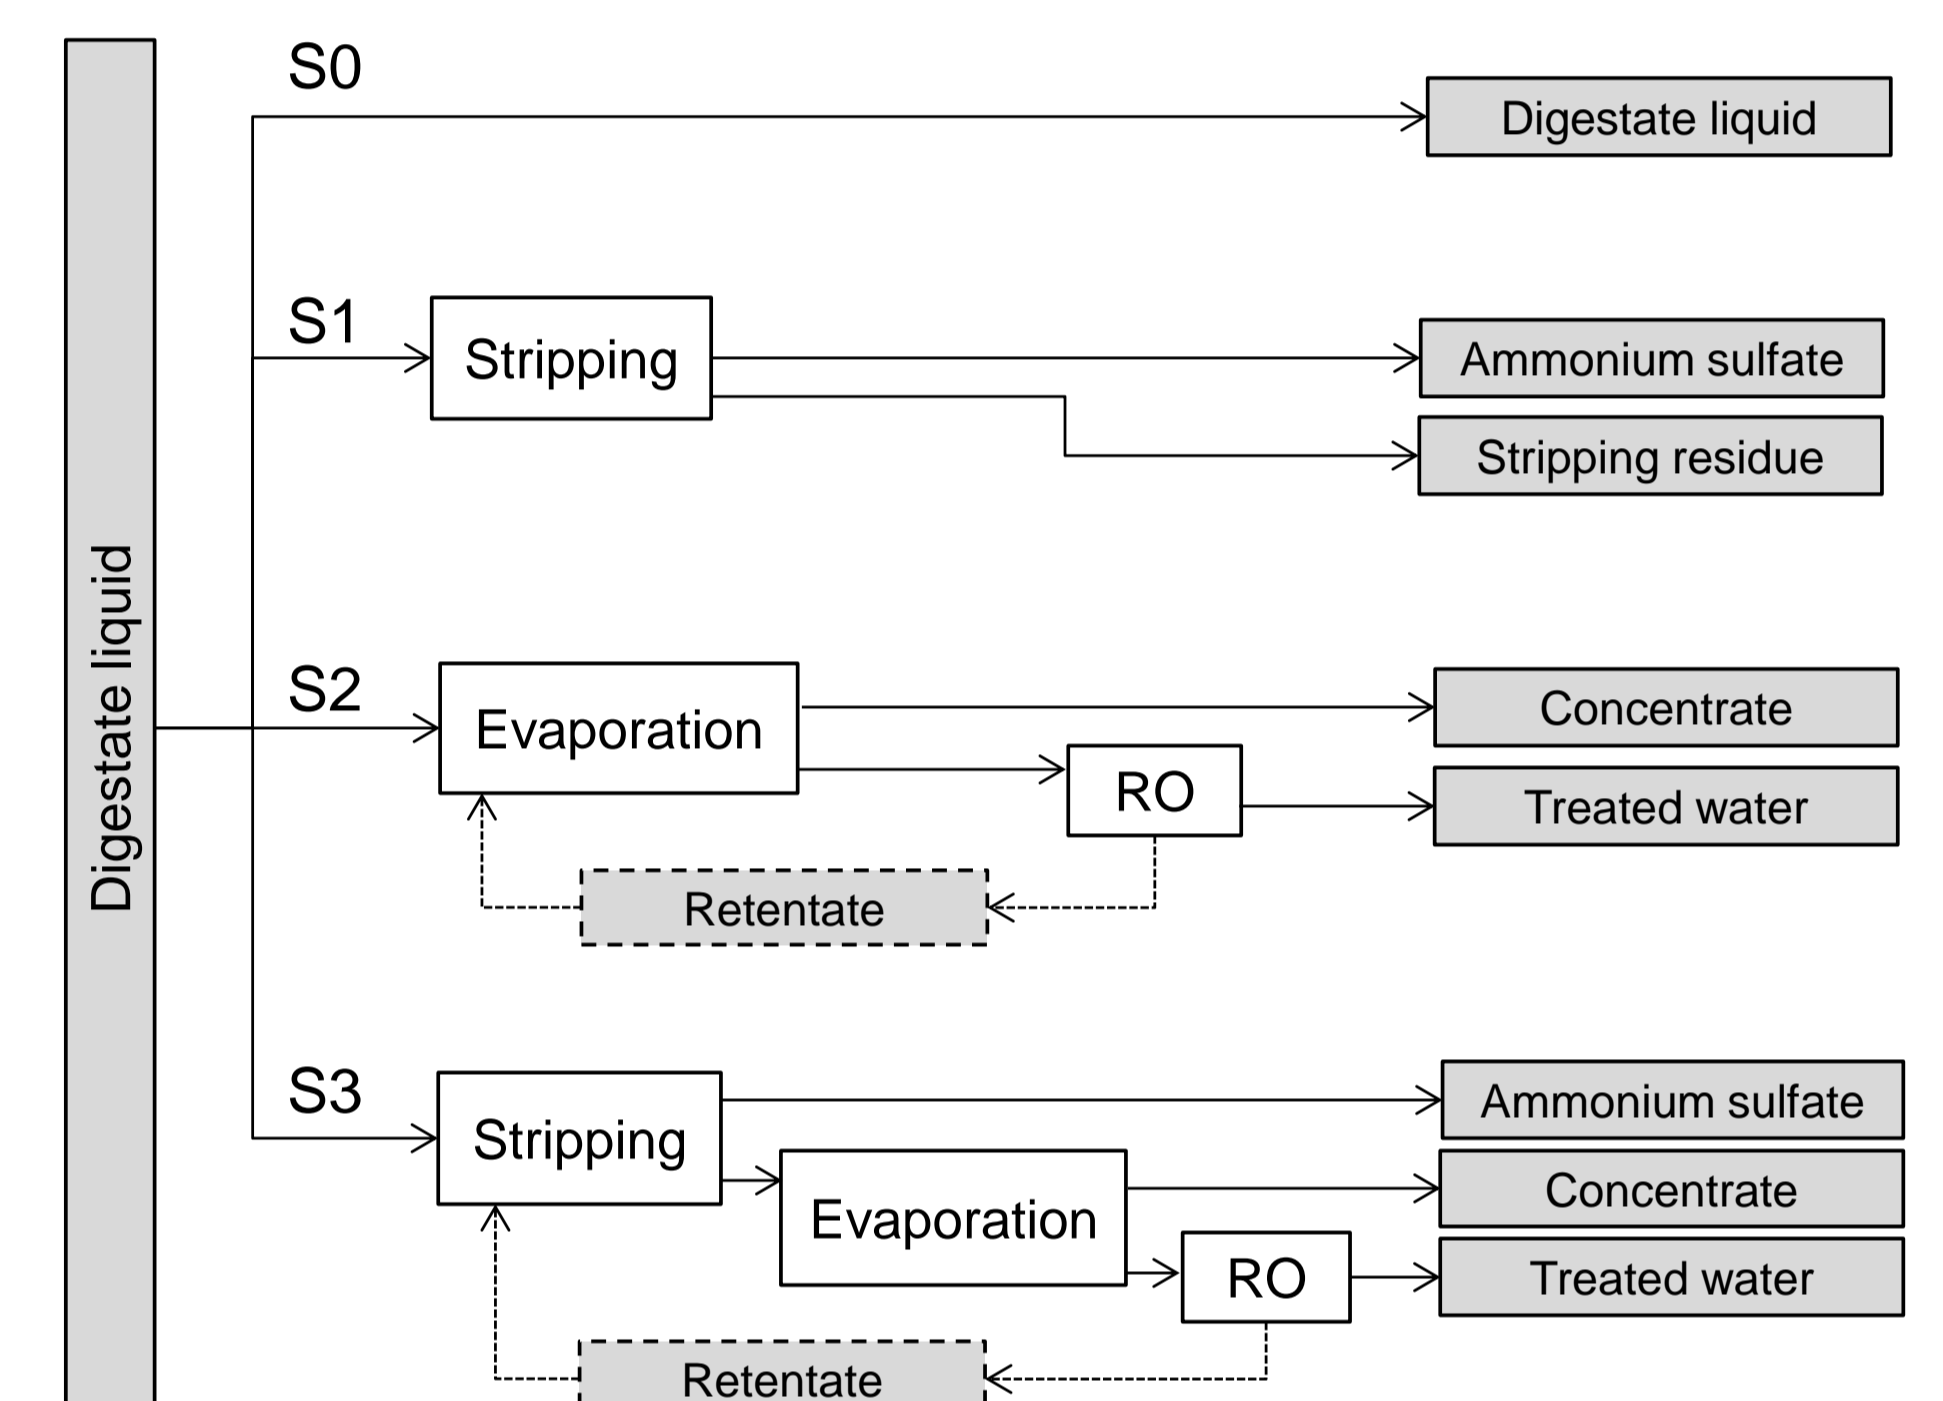 Digestate liquid
S0
Digestate liquid
S1
Stripping
Ammonium sulfate
Stripping residue
S2
Evaporation
Concentrate
RO
Treated water
Retentate
S3
Stripping
Ammonium sulfate
Evaporation
Concentrate
RO
Treated water
Retentate